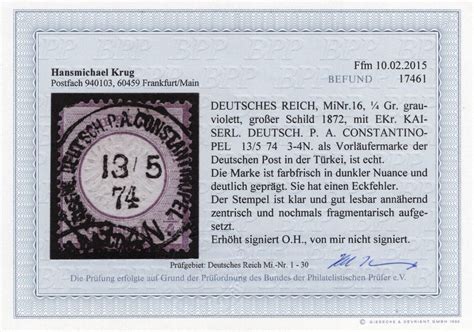 Ffm 10.02.2015
Hansmichael Krug
Postfach 940103, 60459 Frankfurt/Main
BEFUND 17461
DEUTSCHES REICH, MiNr.16, ¼ Gr. grau-
violett, großer Schild 1872, mit EKr. KAI-
SERL. DEUTSCH. P. A. CONSTANTINO-
PEL 13/5 74 3-4N. als Vorläufermarke der
Deutschen Post in der Türkei, ist echt.
Die Marke ist farbfrisch in dunkler Nuance und
deutlich geprägt. Sie hat einen Eckfehler.
Der Stempel ist klar und gut lesbar annähernd
zentrisch und nochmals fragmentarisch aufge-
setzt.
Erhöht signiert O.H., von mir nicht signiert.
DEUTSCH. P. A. CONSTANTINOPEL
13/5
74
Prüfgebiet: Deutsches Reich Mi.-Nr. 1 - 30
Die Prüfung erfolgte auf Grund der Prüfordnung des Bundes der Philatelistischen Prüfer e.V.
BPP